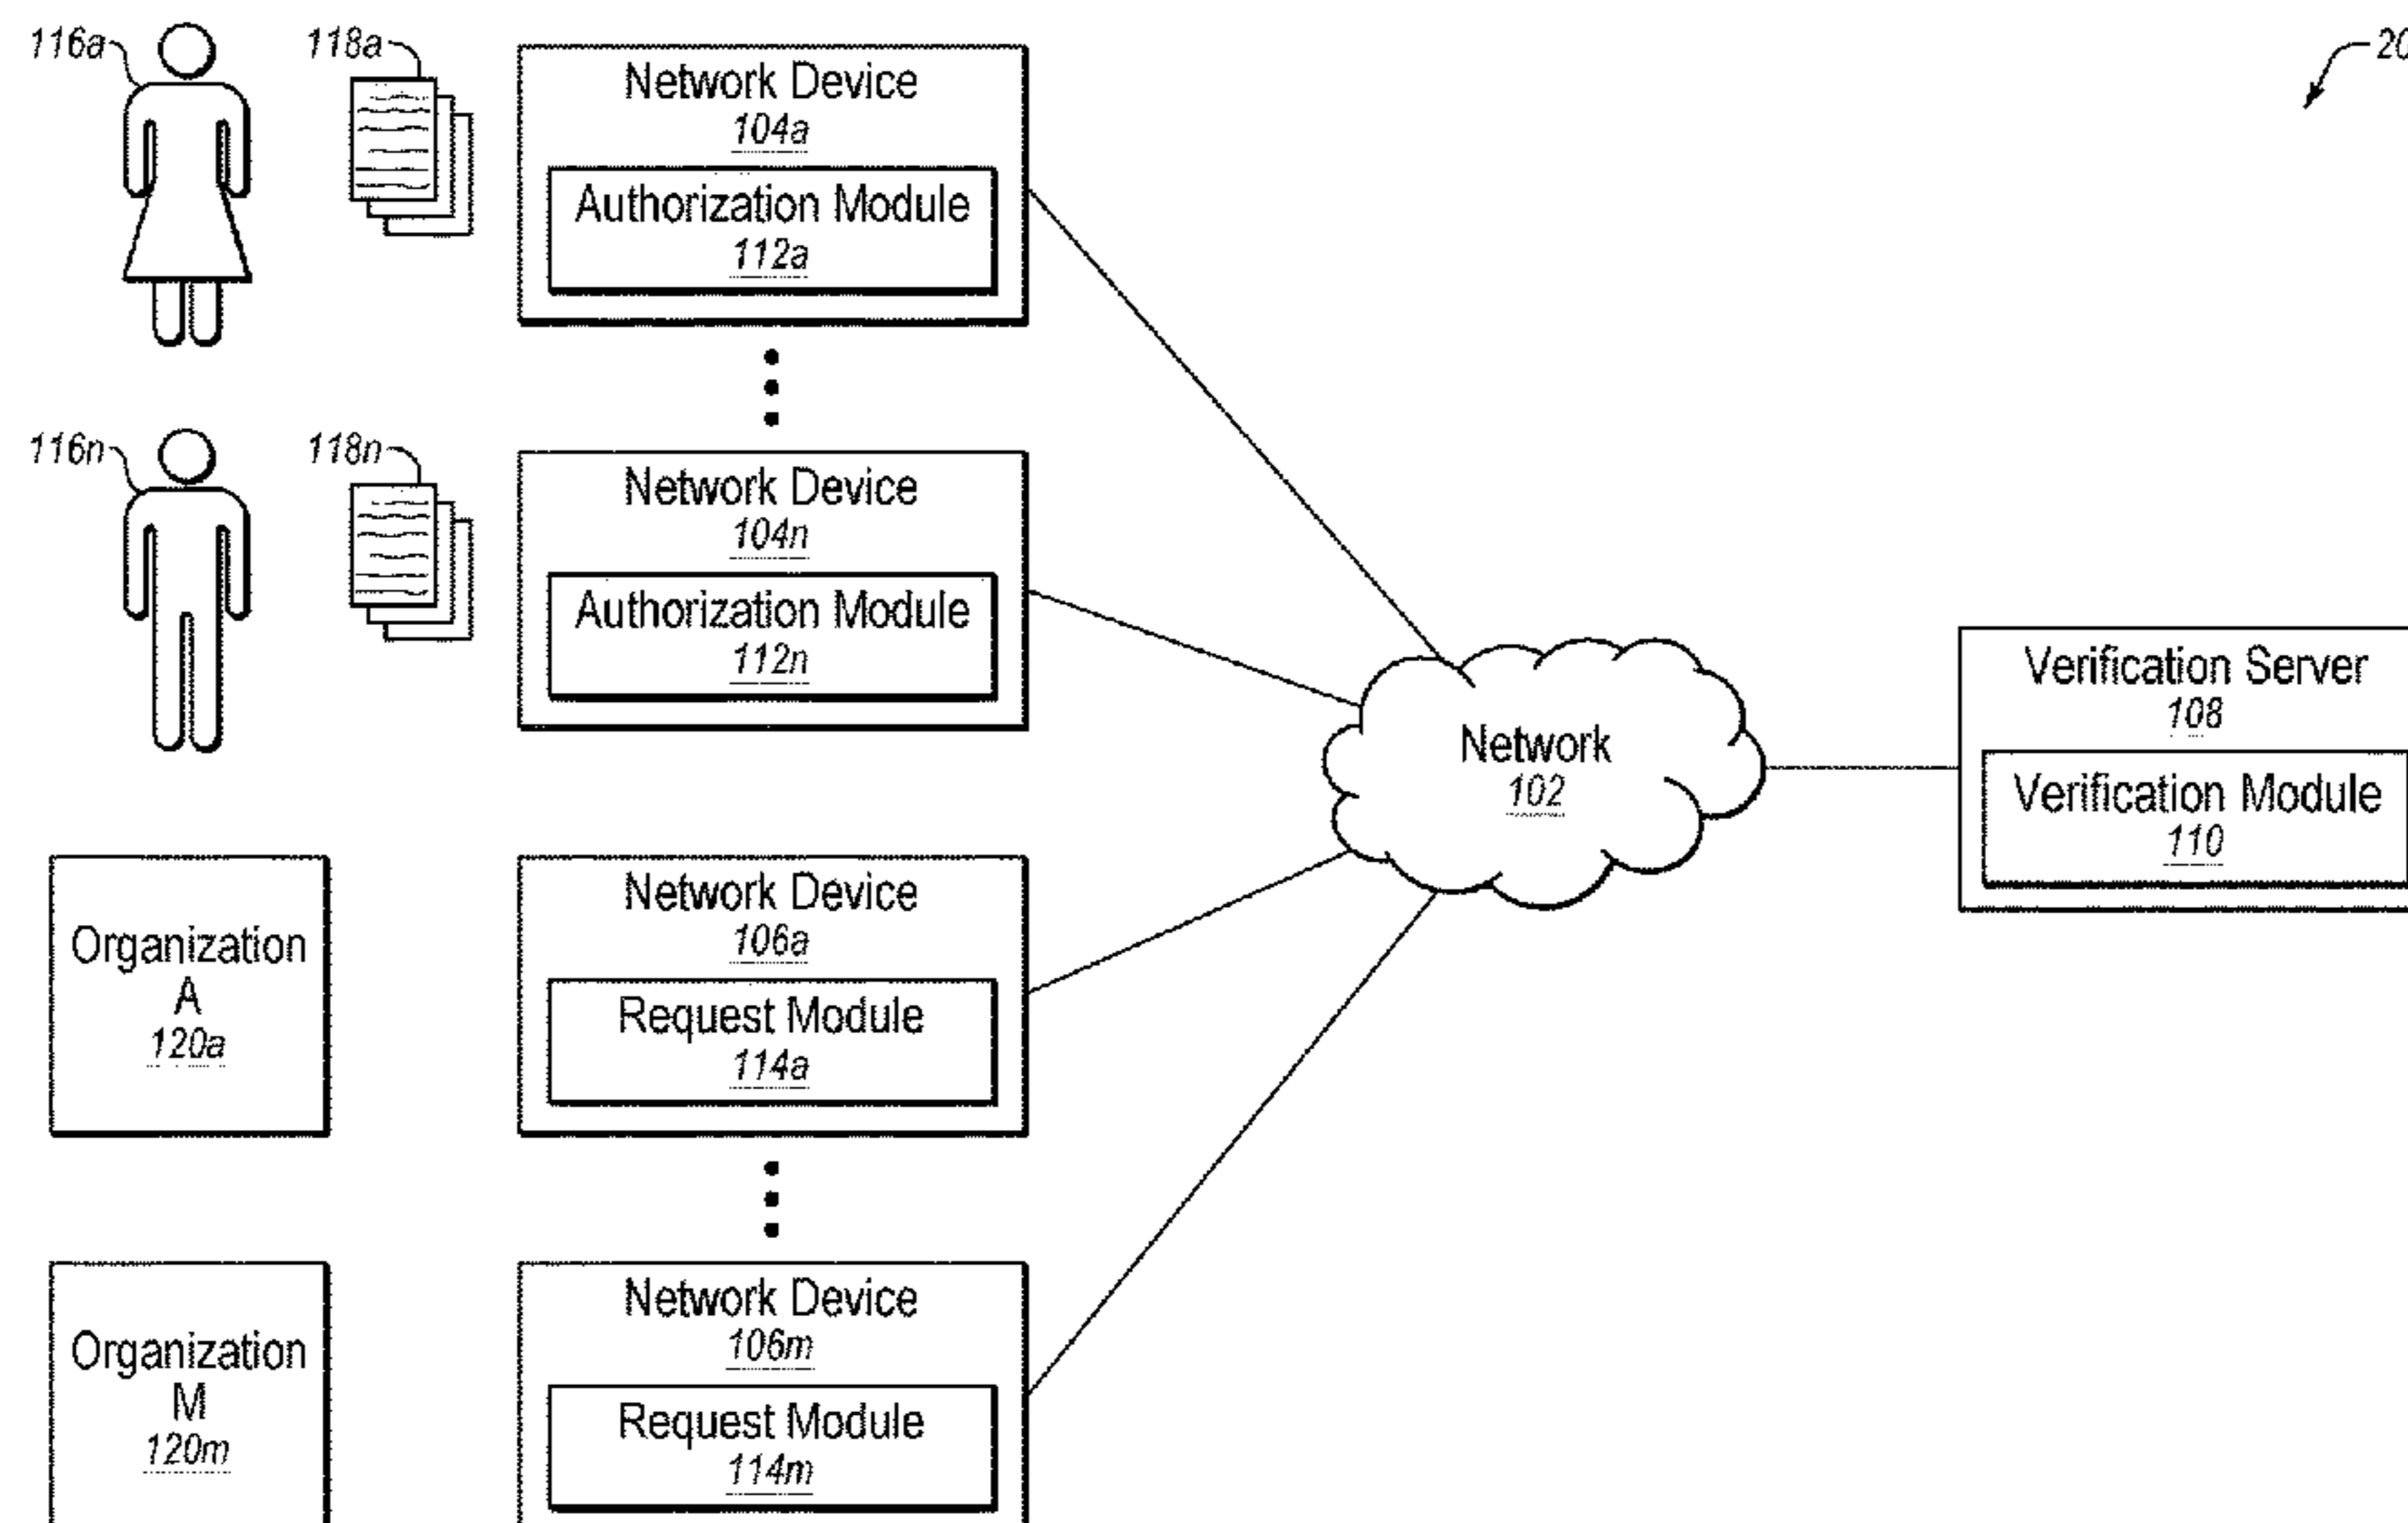 116a
118a
Network Device
104a
Authorization Module
112a
116n
118n
Network Device
104n
Authorization Module
112n
Network
102
Verification Server
108
Verification Module
110
Organization
A
120a
Network Device
106a
Request Module
114a
Organization
M
120m
Network Device
106m
Request Module
114m